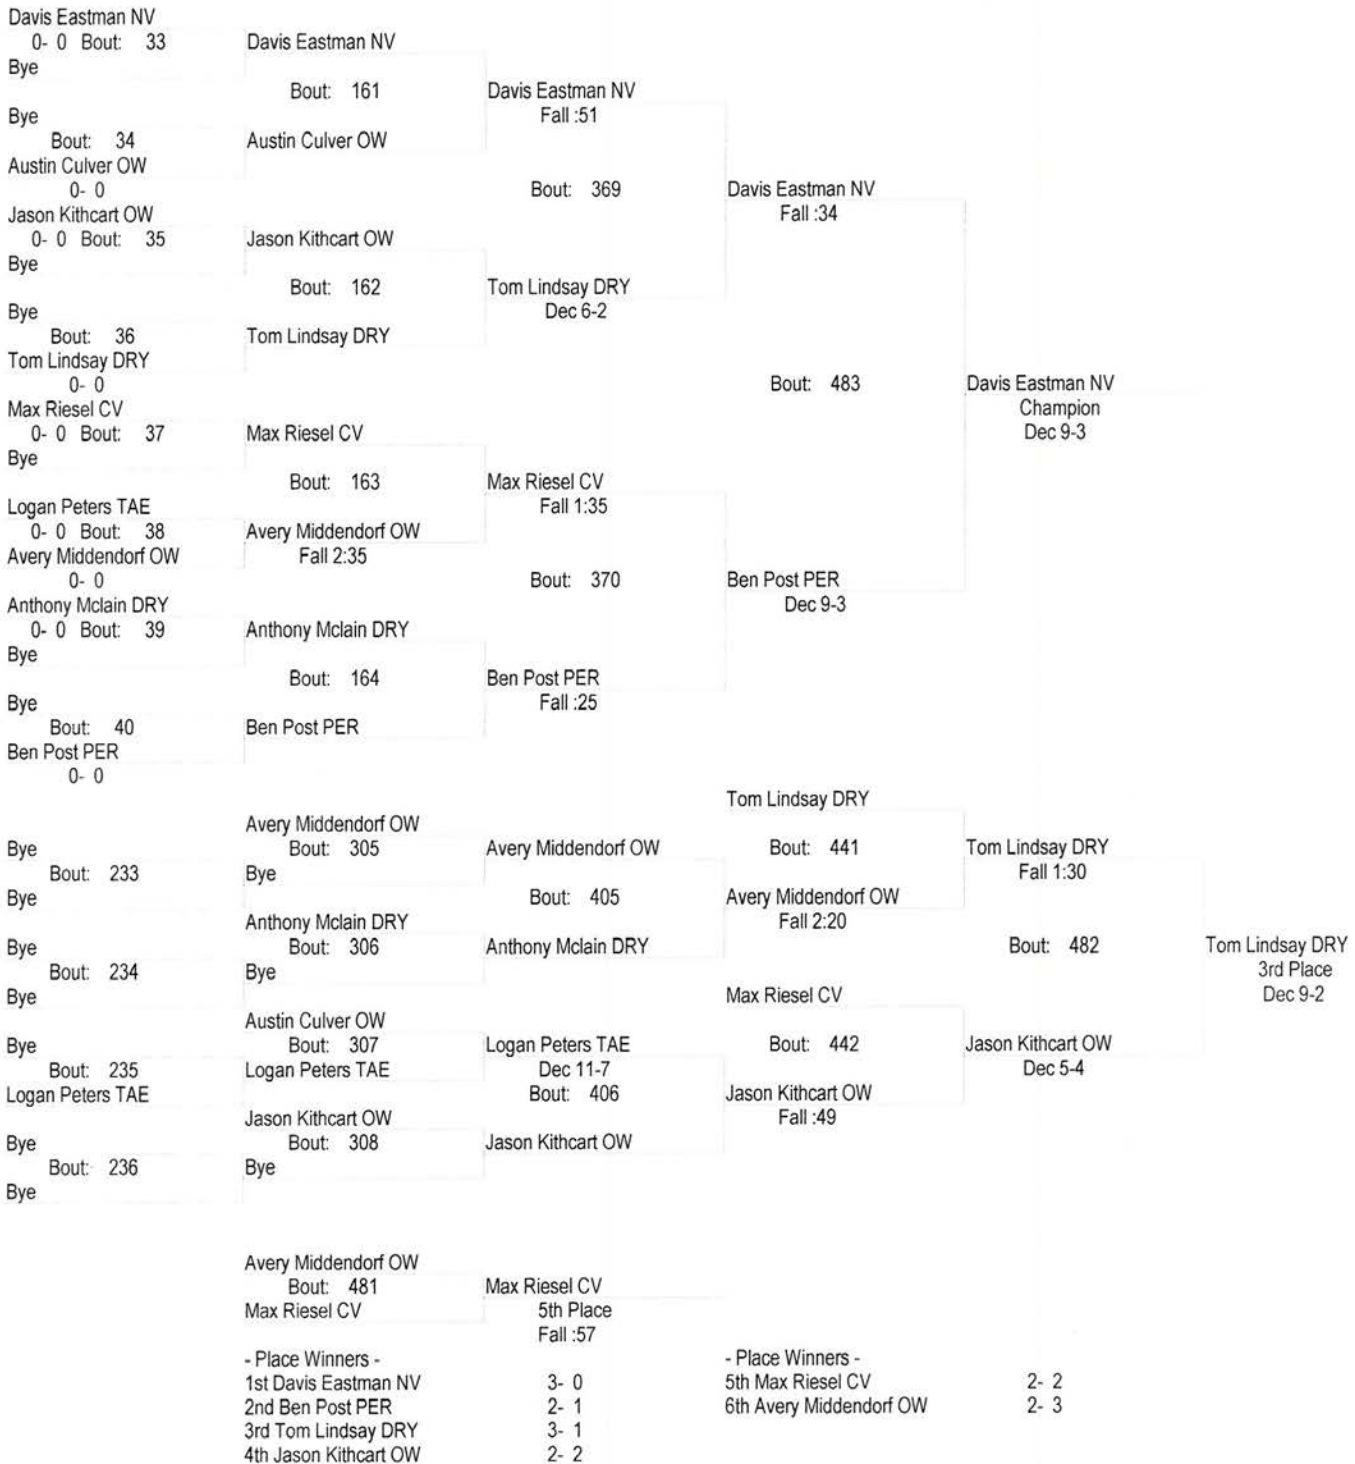 Davis Eastman NV
0- 0 Bout: 33
Bye
Bye
Bout: 34
Austin Culver OW
0- 0
Jason Kithcart OW
0- 0 Bout: 35
Bye
Bye
Bout: 36
Tom Lindsay DRY
0- 0
Max Riesel CV
0- 0 Bout: 37
Bye
Logan Peters TAE
0- 0 Bout: 38
Avery Middendorf OW
0- 0
Anthony Mclain DRY
0- 0 Bout: 39
Bye
Bye
Bout: 40
Ben Post PER
0- 0
Davis Eastman NV
Bout: 161
Austin Culver OW
Jason Kithcart OW
Bout: 162
Tom Lindsay DRY
Max Riesel CV
Bout: 163
Avery Middendorf OW
Fall 2:35
Anthony Mclain DRY
Bout: 164
Ben Post PER
Davis Eastman NV
Fall :51
Bout: 369
Tom Lindsay DRY
Dec 6-2
Max Riesel CV
Fall 1:35
Bout: 370
Ben Post PER
Fall :25
Davis Eastman NV
Fall :34
Bout: 483
Ben Post PER
Dec 9-3
Davis Eastman NV
Champion
Dec 9-3
Bye
Bout: 233
Bye
Bye
Bout: 234
Bye
Bye
Bout: 235
Logan Peters TAE
Bye
Bout: 236
Bye
Avery Middendorf OW
Bout: 305
Bye
Anthony Mclain DRY
Bout: 306
Bye
Austin Culver OW
Bout: 307
Logan Peters TAE
Jason Kithcart OW
Bout: 308
Bye
Avery Middendorf OW
Bout: 405
Anthony Mclain DRY
Logan Peters TAE
Dec 11-7
Bout: 406
Jason Kithcart OW
Tom Lindsay DRY
Bout: 441
Avery Middendorf OW
Fall 2:20
Max Riesel CV
Bout: 442
Jason Kithcart OW
Fall :49
Tom Lindsay DRY
Fall 1:30
Bout: 482
Jason Kithcart OW
Dec 5-4
Tom Lindsay DRY
3rd Place
Dec 9-2
Avery Middendorf OW
Bout: 481
Max Riesel CV
Max Riesel CV
5th Place
Fall :57
- Place Winners -
1st Davis Eastman NV 3- 0
2nd Ben Post PER 2- 1
3rd Tom Lindsay DRY 3- 1
4th Jason Kithcart OW 2- 2
- Place Winners -
5th Max Riesel CV 2- 2
6th Avery Middendorf OW 2- 3